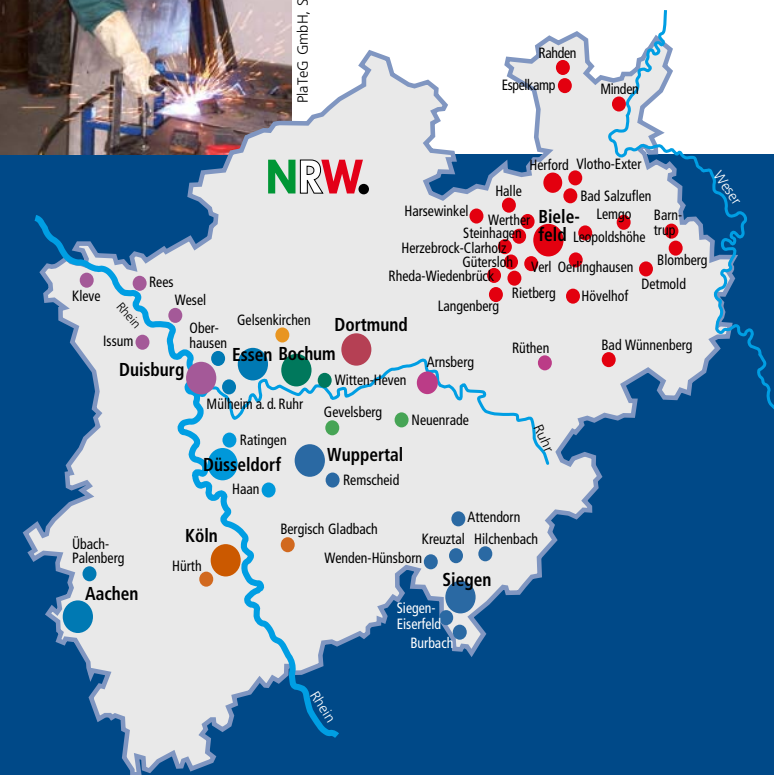 PlaTeG GmbH, S
NRW.
Rahden
Espelkamp
Minden
Weser
Herford
Vlotho-Exter
Halle
Bad Salzuflen
Harsewinkel
Werther
Biele-
feld
Lemgo
Barn-
trup
Steinhagen
Leopoldshöhe
Herzebrock-Clarholz
Gütersloh
Verl
Oerlinghausen
Blomberg
Rheda-Wiedenbrück
Rietberg
Hövelhof
Detmold
Langenberg
Kleve
Rees
Rhein
Wesel
Issum
Ober-
hausen
Gelsenkirchen
Dortmund
Essen
Bochum
Duisburg
Witten-Heven
Arnsberg
Rüthen
Bad Wünnenberg
Mülheim a. d. Ruhr
Gevelsberg
Neuenrade
Ruhr
Ratingen
Düsseldorf
Wuppertal
Haan
Remscheid
Köln
Bergisch Gladbach
Attendorn
Kreuztal
Hilchenbach
Wenden-Hünsborn
Übach-
Palenberg
Hürth
Aachen
Siegen
Siegen-
Eiserfeld
Burbach
Rhein